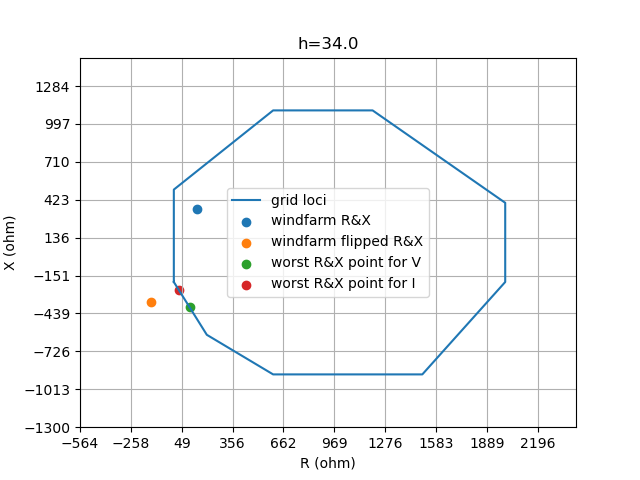 h=34.0
X (ohm)
1284
997
710
423
136
−151
−439
−726
−1013
−1300
grid loci
windfarm R&X
windfarm flipped R&X
worst R&X point for V
worst R&X point for I
−564 −258 49 356 662 969 1276 1583 1889 2196
R (ohm)